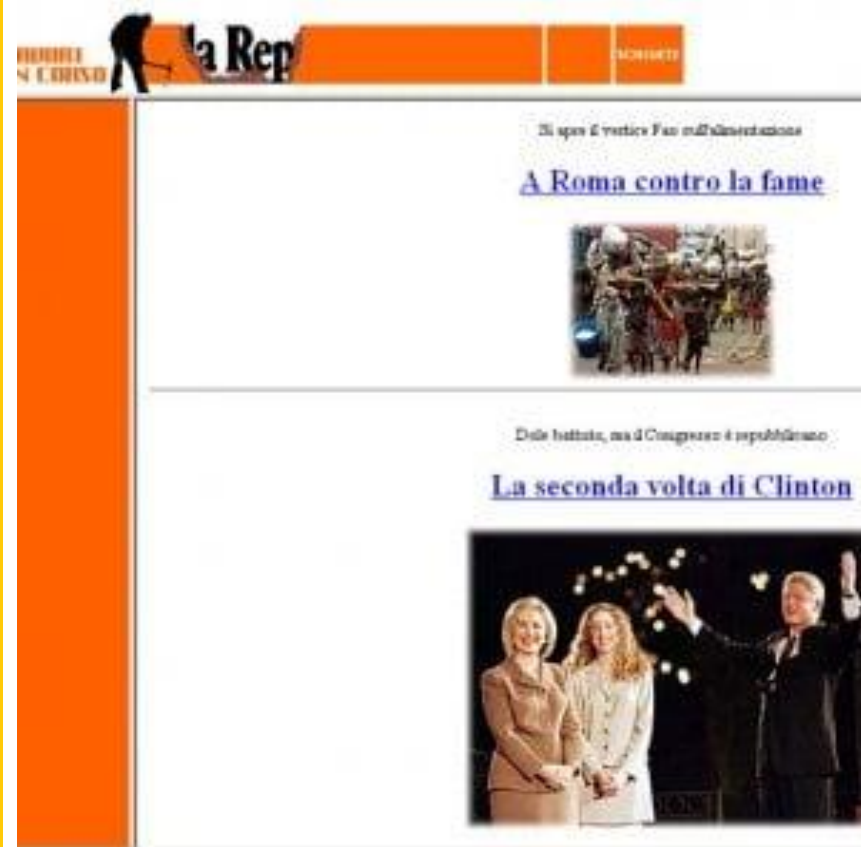 la Rep
Si apre il vertice Fao sull'alimentazione
A Roma contro la fame
Dole battuto, ma il Congresso è repubblicano
La seconda volta di Clinton